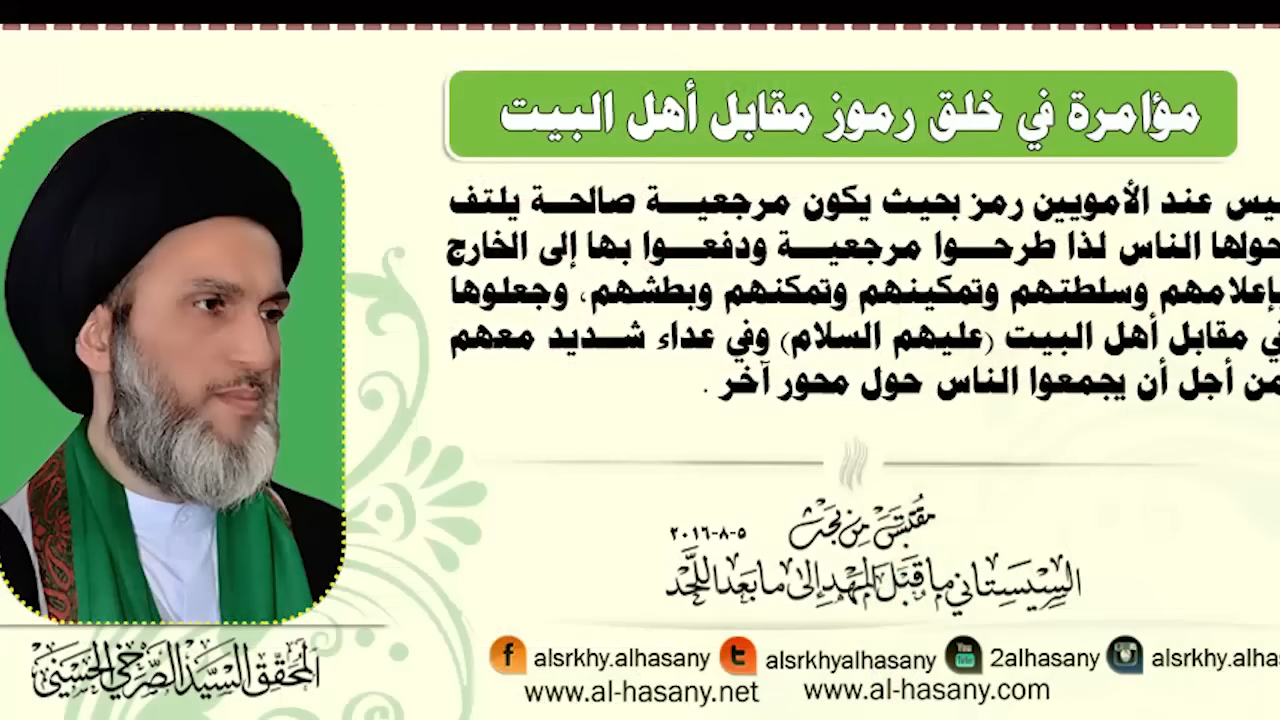 مؤامرة في خلق رموز مقابل أهل البيت
ليس عند الأمويين رمز بحيث يكون مرجعية صالحة يلتف
حولها الناس لذا طرحوا مرجعية ودفعوا بها إلى الخارج
بإعلامهم وسلطتهم وتمكينهم وتمكنهم وبطشهم، وجعلوها
في مقابل أهل البيت (عليهم السلام) وفي عداء شديد معهم
من أجل أن يجمعوا الناس حول محور آخر .
مقتبس من بحث
٥-٨-٢٠١٦
السيستاني ما قبل المهد إلى ما بعد اللحد
المحقق السيد الصرخي الحسني
alsrkhy.alhasany alsrkhyalhasany 2alhasany alsrkhy.alhas
www.al-hasany.net www.al-hasany.com